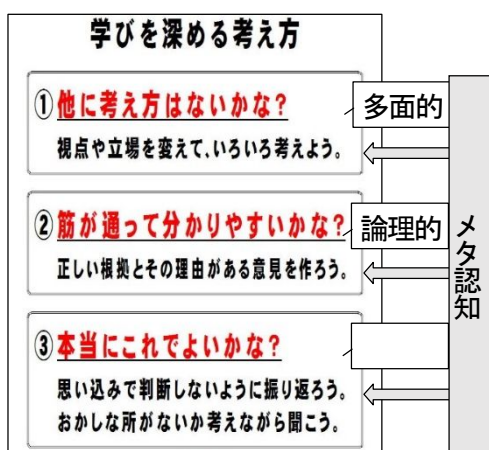 学びを深める考え方
①他に考え方はないかな?
視点や立場を変えて、いろいろ考えよう。
多面的
②筋が通って分かりやすいかな?
正しい根拠とその理由がある意見を作ろう。
論理的
③本当にこれでよいかな?
思い込みで判断しないように振り返ろう。
おかしな所がないか考えながら聞こう。
メタ認知